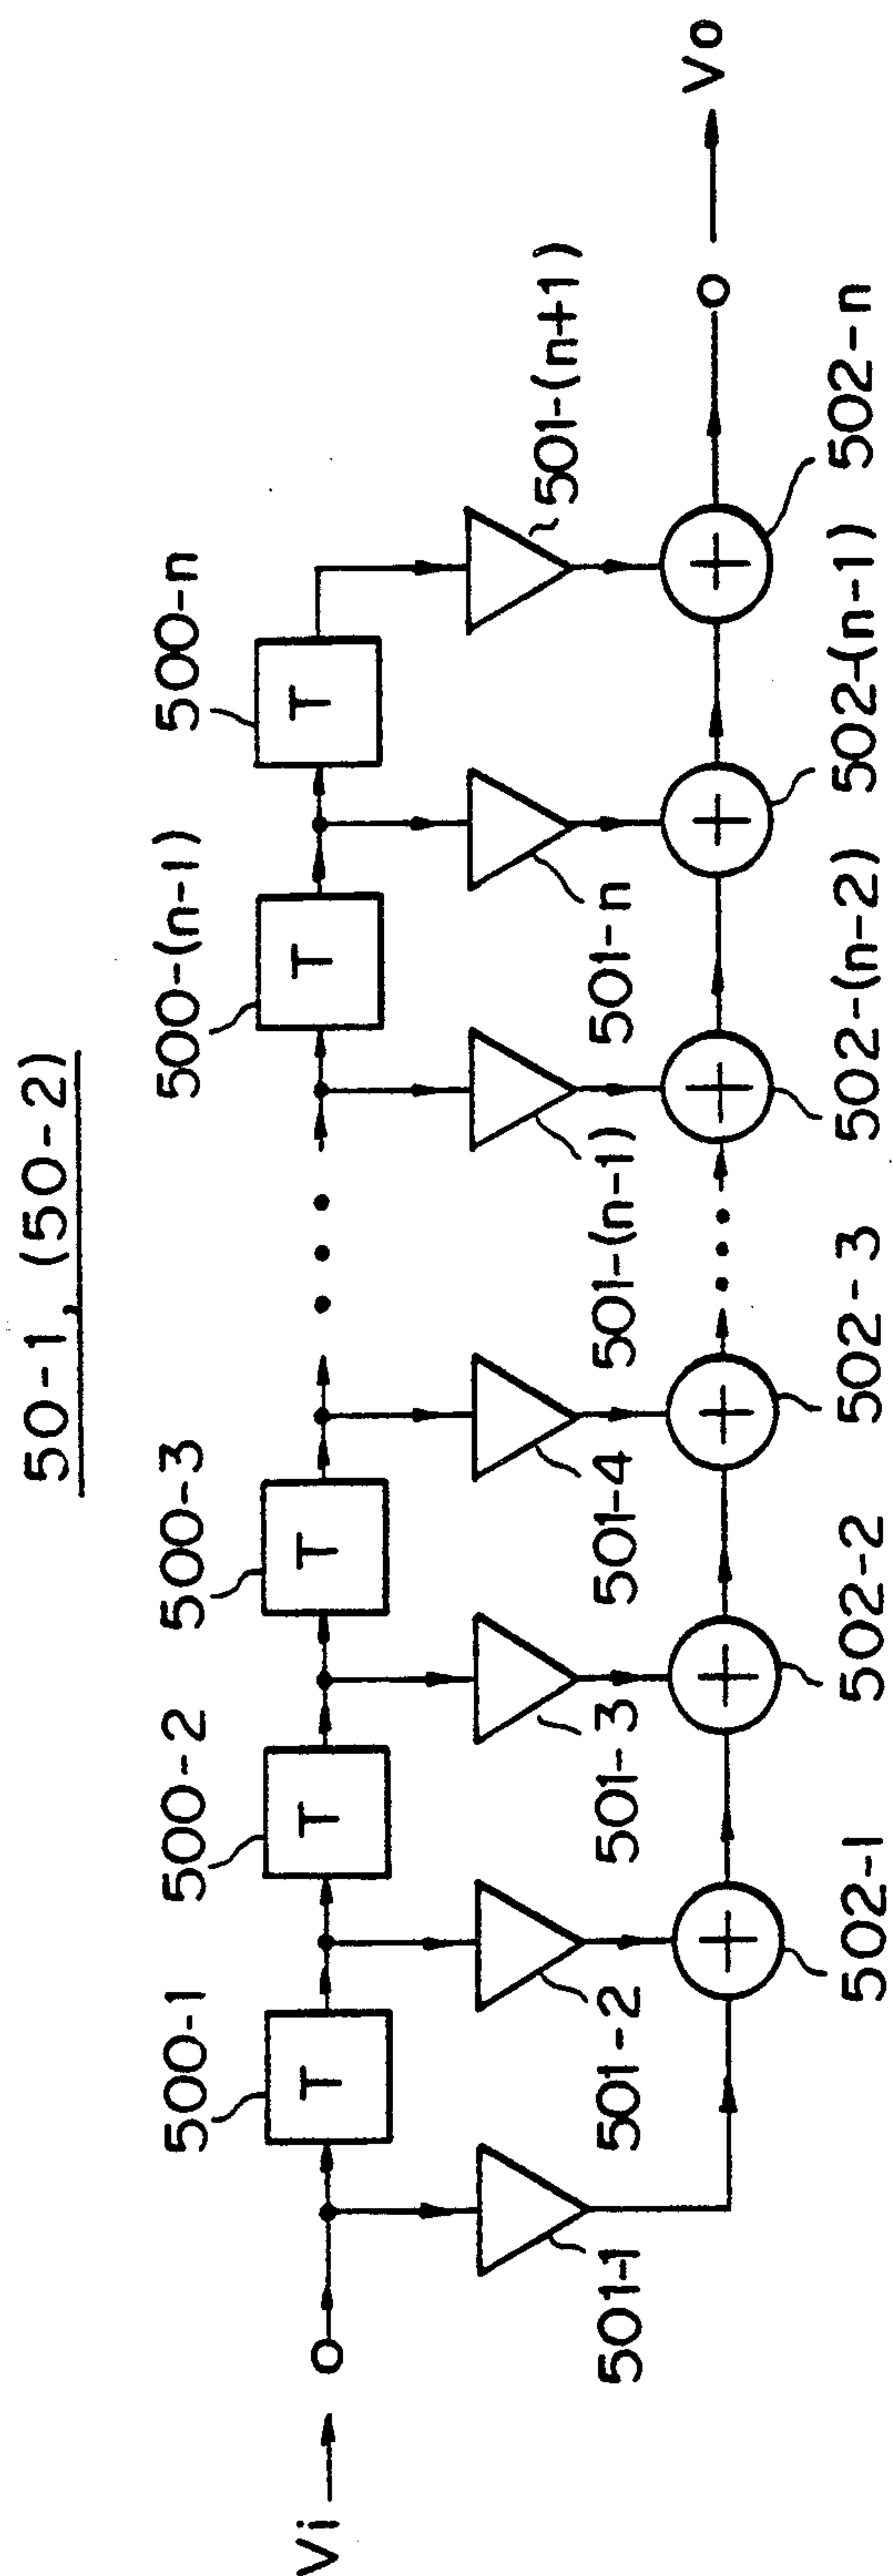 50-1, (50-2)
500-1
500-2
500-3
500-(n-1)
500-n
T
T
T
T
T
Vi
501-1
501-2
501-3
501-4
501-(n-1)
501-n
501-(n+1)
Vo
502-1
502-2
502-3
502-(n-2)
502-(n-1)
502-n